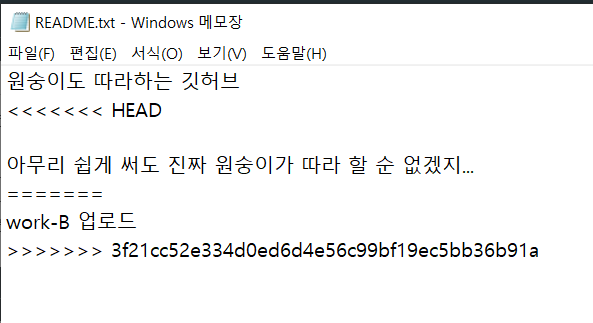 README.txt - Windows 메모장
파일(F) 편집(E) 서식(O) 보기(V) 도움말(H)
원숭이도 따라하는 깃허브
<<<<<<< HEAD
아무리 쉽게 써도 진짜 원숭이가 따라 할 순 없겠지...
=======
work-B 업로드
>>>>>>> 3f21cc52e334d0ed6d4e56c99bf19ec5bb36b91a